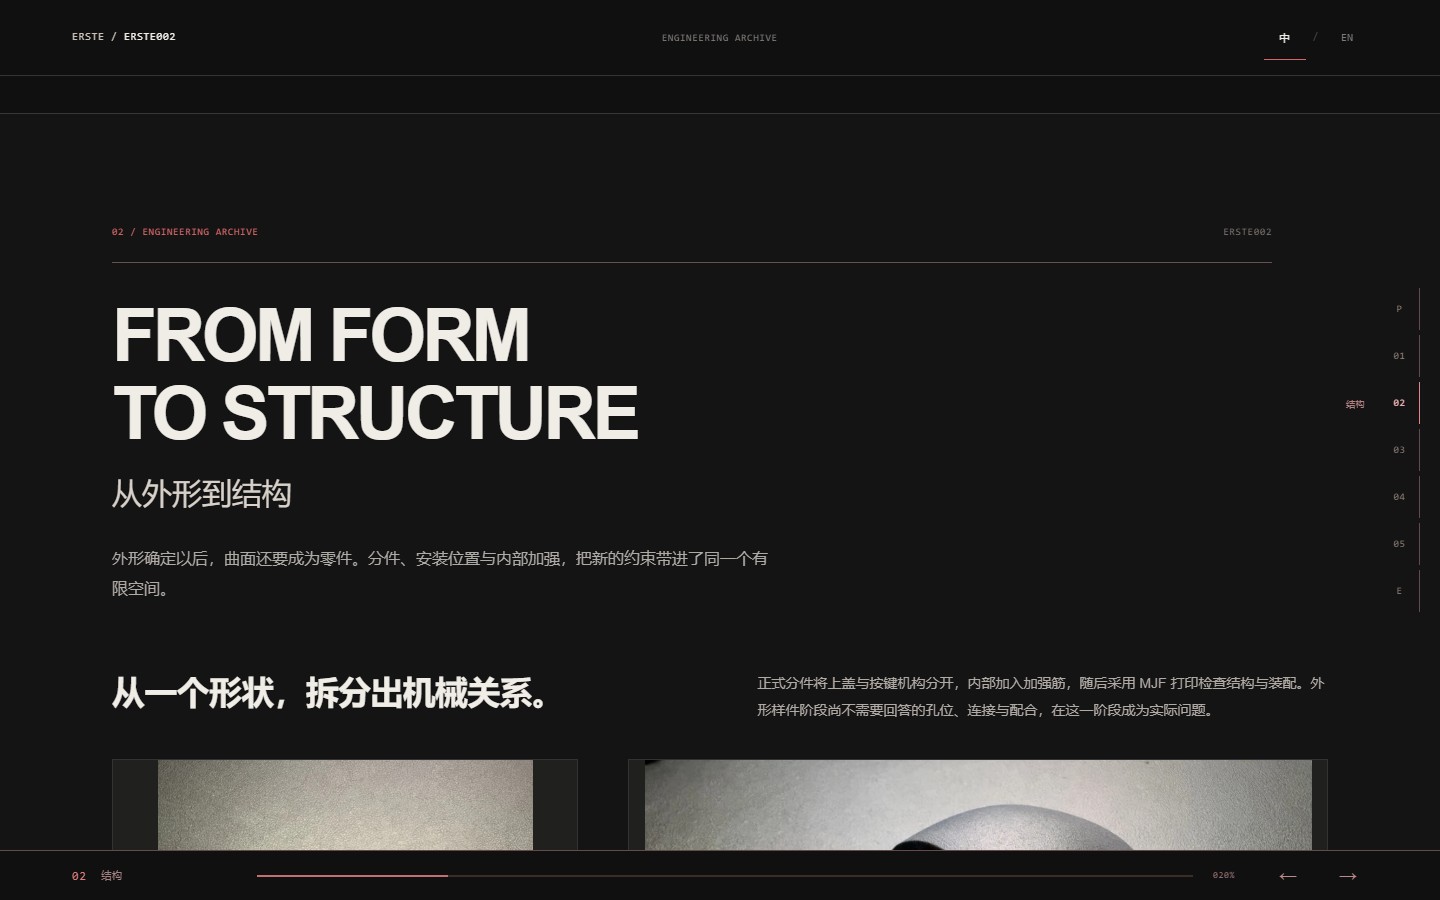 ERSTE / ERSTE002
ENGINEERING ARCHIVE
中 / EN
02 / ENGINEERING ARCHIVE
ERSTE002
FROM FORM
TO STRUCTURE
从外形到结构
外形确定以后，曲面还要成为零件。分件、安装位置与内部加强，把新的约束带进了同一个有
限空间。
P
01
结构 02
03
04
05
E
从一个形状，拆分出机械关系。
正式分件将上盖与按键机构分开，内部加入加强筋，随后采用 MJF 打印检查结构与装配。外
形样件阶段尚不需要回答的孔位、连接与配合，在这一阶段成为实际问题。
02 结构
020%
← →